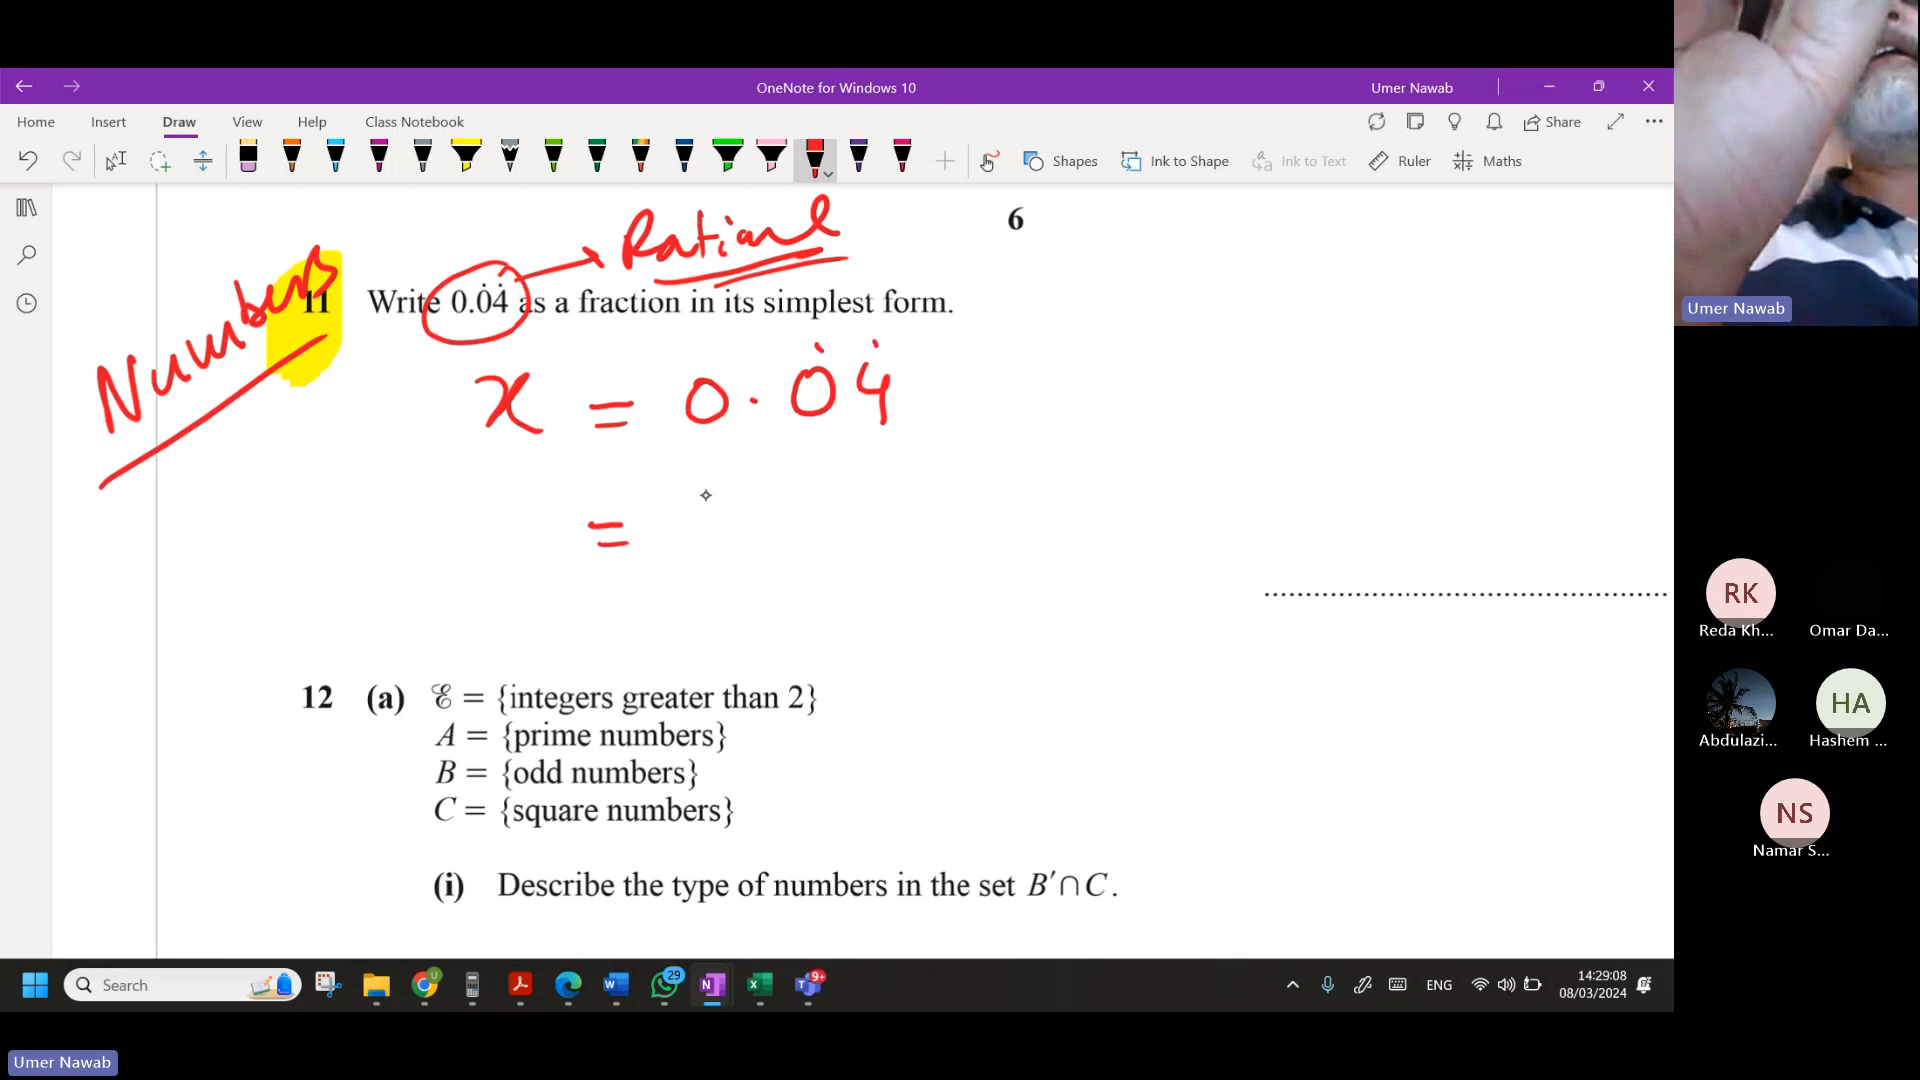 OneNote for Windows 10
Umer Nawab
Home Insert Draw View Help Class Notebook
Share
Shapes Ink to Shape Ink to Text Ruler Maths
6
Rational
Numbers
11 Write 0.0̇4̇ as a fraction in its simplest form.
x = 0.0̇4̇
=
12 (a) ℰ = {integers greater than 2}
A = {prime numbers}
B = {odd numbers}
C = {square numbers}
(i) Describe the type of numbers in the set B′∩C.
Umer Nawab
RK
Reda Kh...
Omar Da...
Abdulazi...
HA
Hashem ...
NS
Namar S...
Search
29
9+
ENG
14:29:08
08/03/2024
Umer Nawab